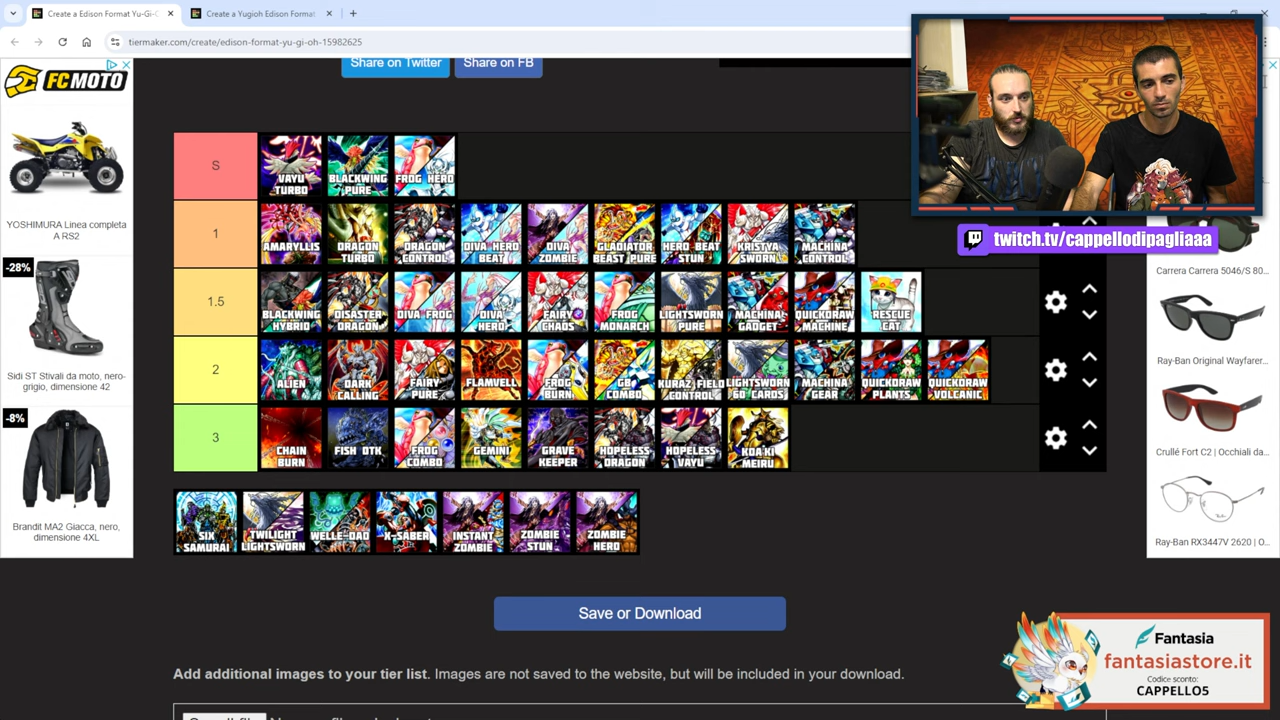 Create a Edison Format Yu-Gi-O
Create a Yugioh Edison Format
tiermaker.com/create/edison-format-yu-gi-oh-15982625
FC MOTO
YOSHIMURA Linea completa
A RS2
-28%
Sidi ST Stivali da moto, nero-
grigio, dimensione 42
-8%
Brandit MA2 Giacca, nero,
dimensione 4XL
Share on Twitter
Share on FB
S
VAYU
TURBO
BLACKWING
PURE
FROG HERO
1
AMARYLLIS
DRAGON
TURBO
DRAGON
CONTROL
DIVA HERO
BEAT
DIVA
ZOMBIE
GLADIATOR
BEAST PURE
HERO BEAT
STUN
KRISTYA
SWORN
MACHINA
CONTROL
1.5
BLACKWING
HYBRID
DISASTER
DRAGON
DIVA FROG
DIVA
HERO
FAIRY
CHAOS
FROG
MONARCH
LIGHTSWORN
PURE
MACHINA
GADGET
QUICKDRAW
MACHINE
RESCUE
CAT
2
ALIEN
DARK
CALLING
FAIRY
PURE
FLAMVELL
FROG
BURN
GB
COMBO
KURAZ FIELD
CONTROL
LIGHTSWORN
60 CARDS
MACHINA
GEAR
QUICKDRAW
PLANTS
QUICKDRAW
VOLCANIC
3
CHAIN
BURN
FISH OTK
FROG
COMBO
GEMINI
GRAVE
KEEPER
HOPELESS
DRAGON
HOPELESS
VAYU
KOA'KI
MEIRU
SIX
SAMURAI
TWILIGHT
LIGHTSWORN
WELLE-DAD
X-SABER
INSTANT
ZOMBIE
ZOMBIE
STUN
ZOMBIE
HERO
Save or Download
Add additional images to your tier list. Images are not saved to the website, but will be included in your download.
twitch.tv/cappellodipagliaaa
Carrera Carrera 5046/S 80...
Ray-Ban Original Wayfarer...
Crullé Fort C2 | Occhiali da...
Ray-Ban RX3447V 2620 | O...
Fantasia
fantasiastore.it
Codice sconto:
CAPPELLO5